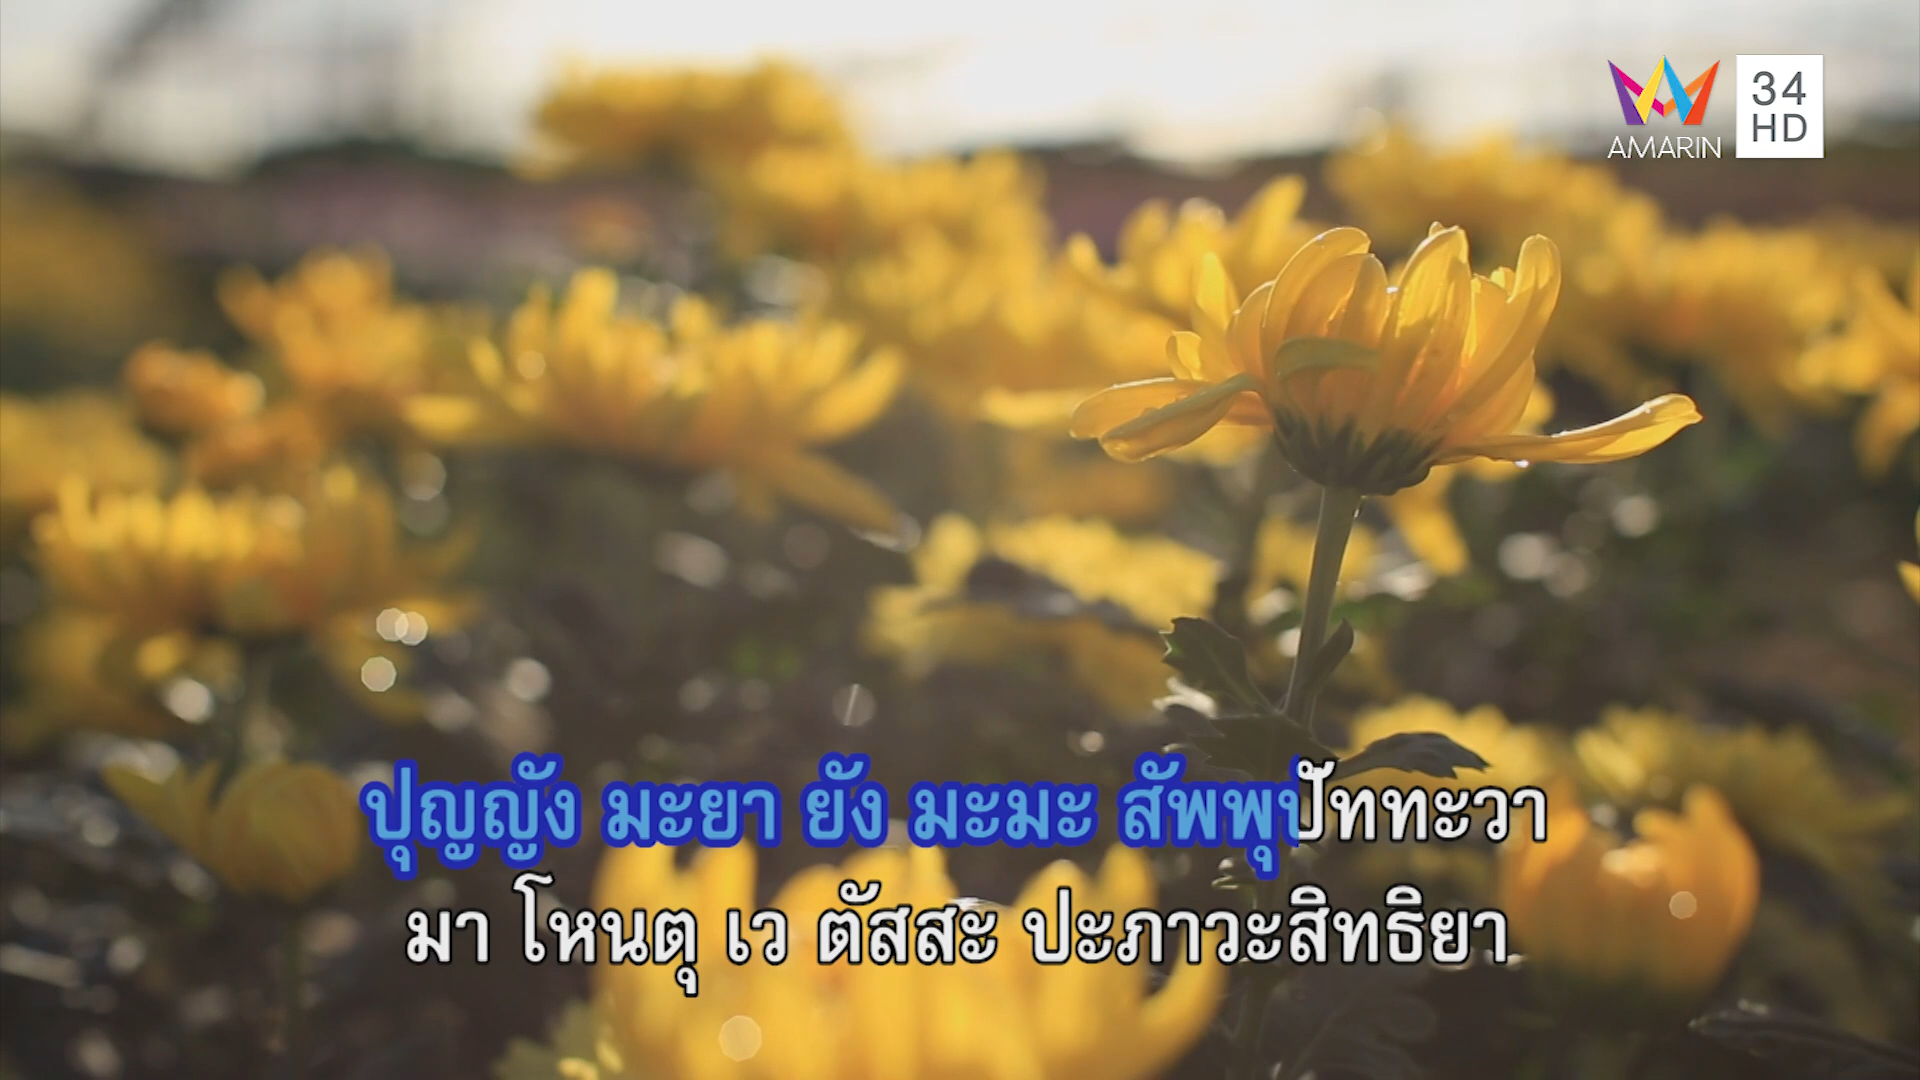 AMARIN
34
HD
ปุญญัง มะยา ยัง มะมะ สัพพุปัททะวา
มา โหนตุ เว ตัสสะ ปะภาวะสิทธิยา